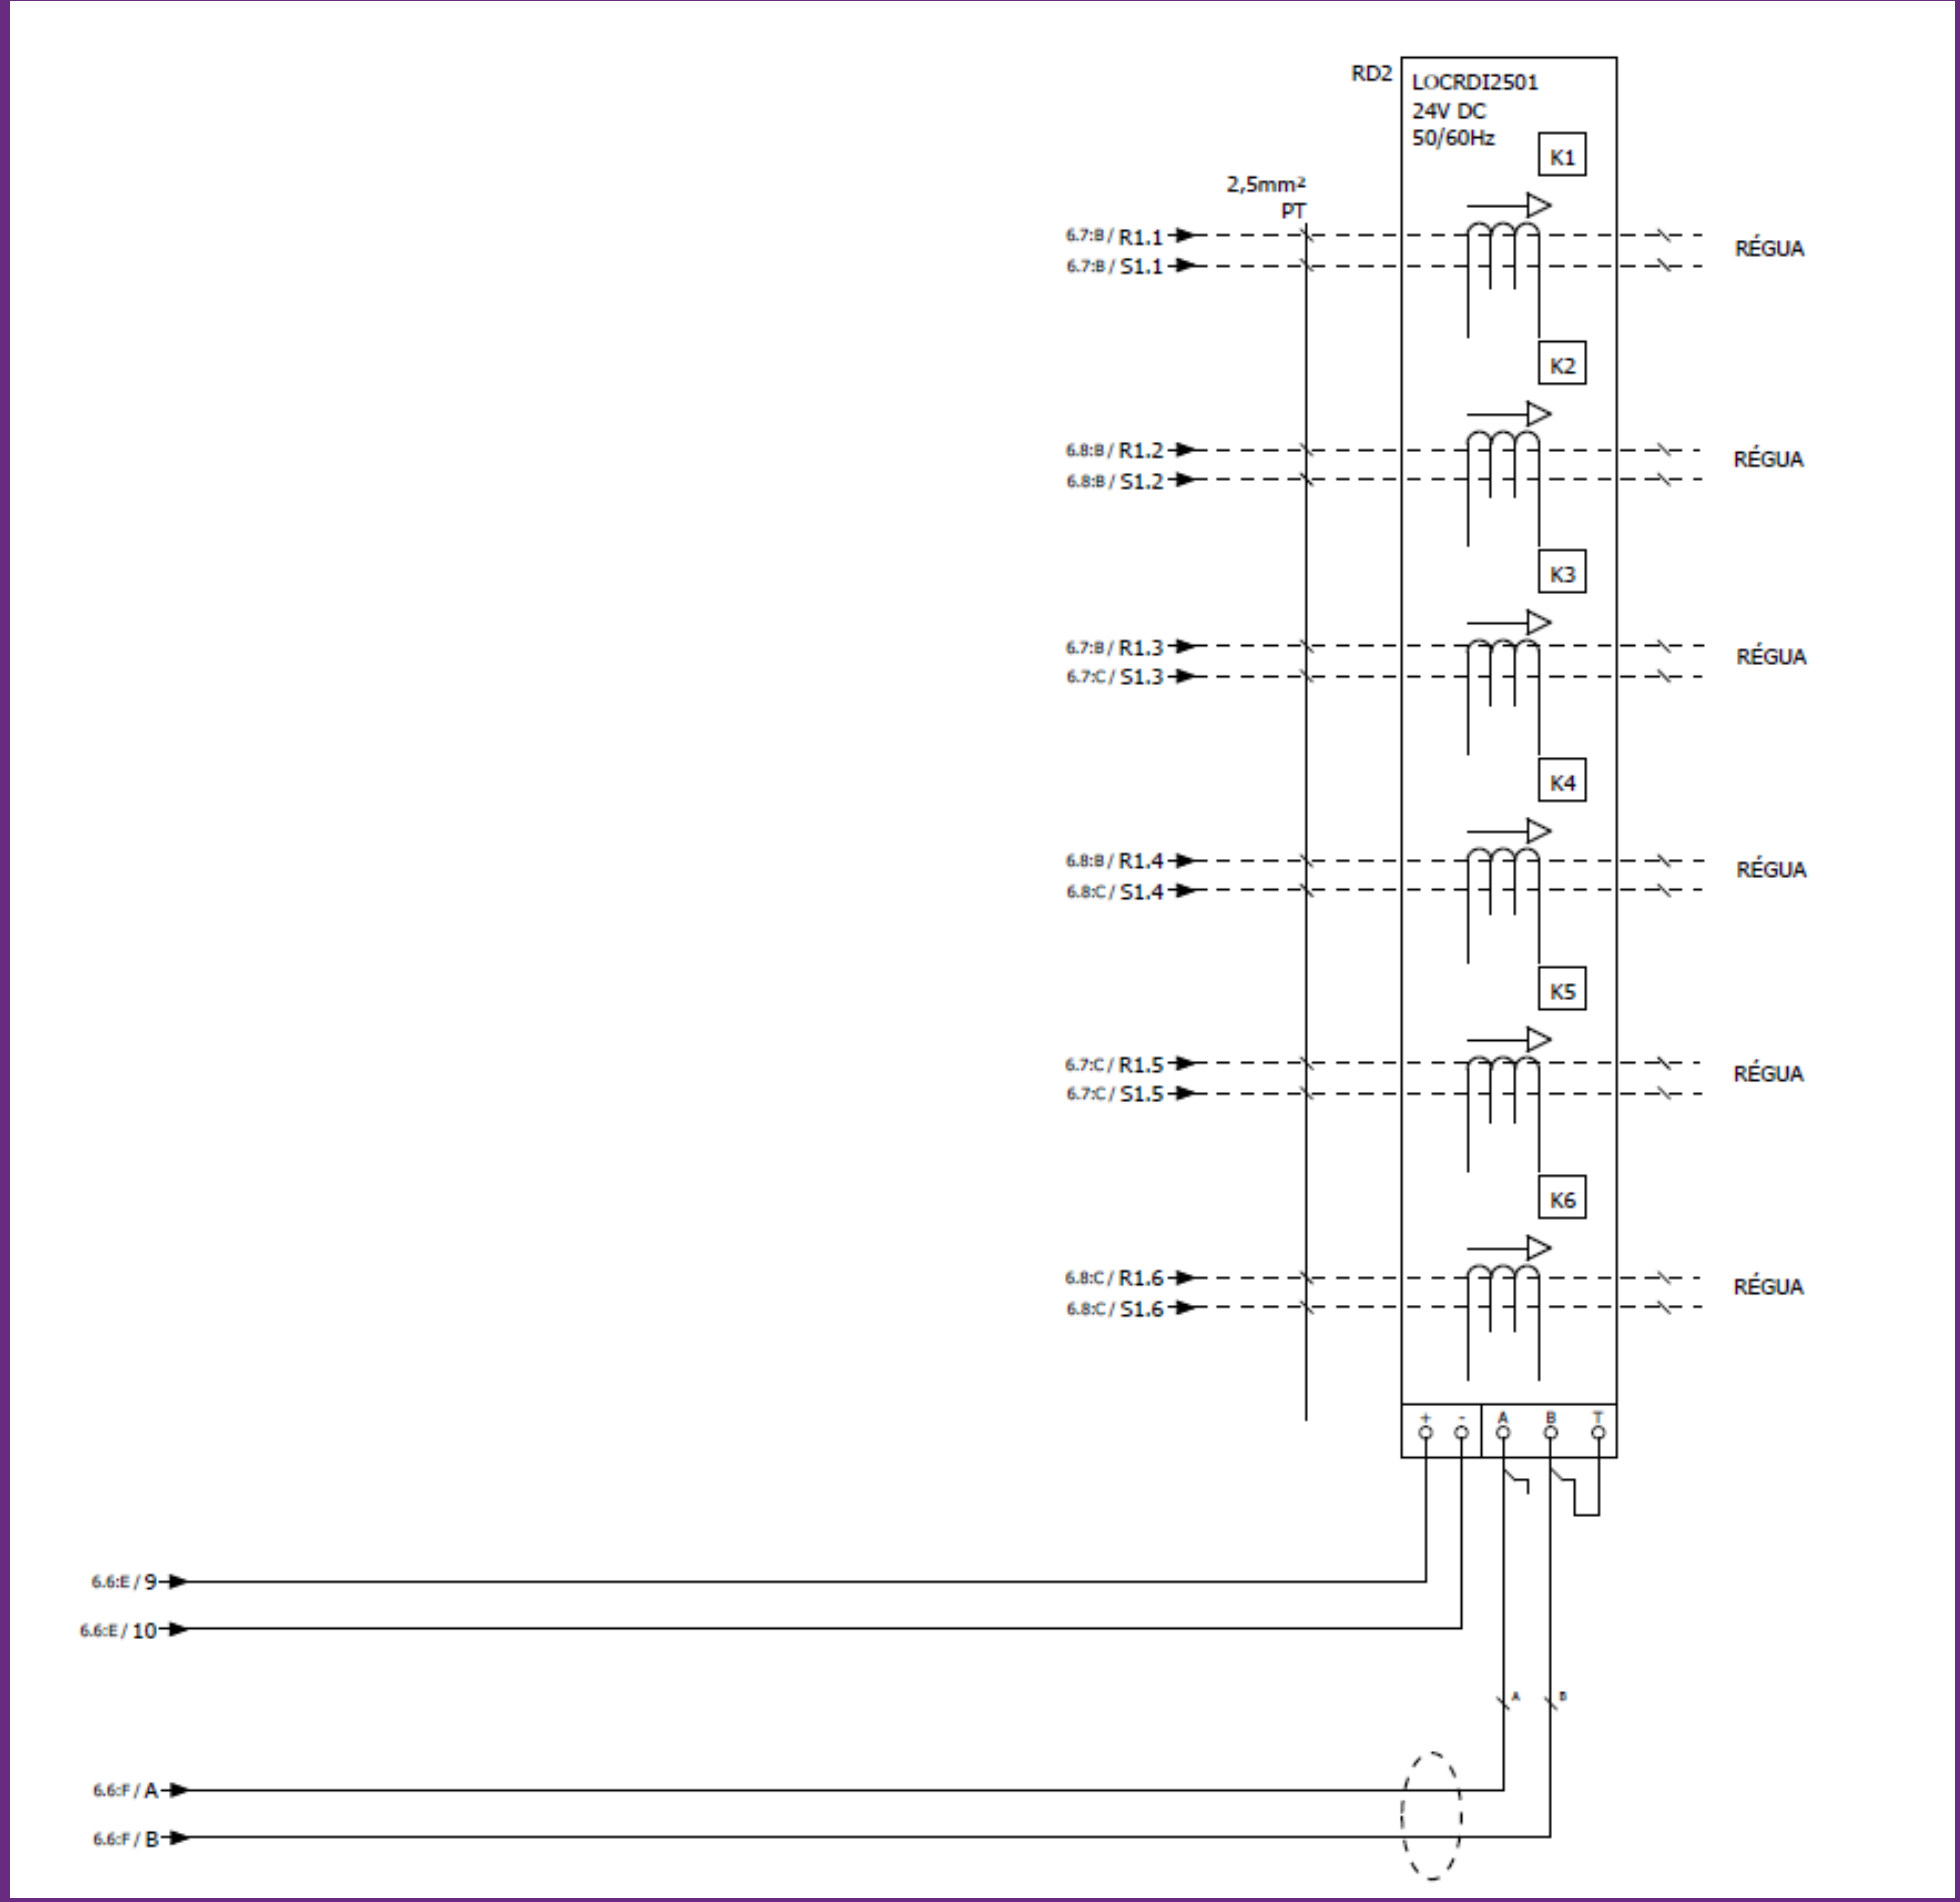 RD2
LOCRDI2501
24V DC
50/60Hz
K1
2,5mm²
PT
6.7:B / R1.1
6.7:B / S1.1
RÉGUA
K2
6.8:B / R1.2
6.8:B / S1.2
RÉGUA
K3
6.7:B / R1.3
6.7:C / S1.3
RÉGUA
K4
6.8:B / R1.4
6.8:C / S1.4
RÉGUA
K5
6.7:C / R1.5
6.7:C / S1.5
RÉGUA
K6
6.8:C / R1.6
6.8:C / S1.6
RÉGUA
+ - A B T
6.6:E / 9
6.6:E / 10
A B
6.6:F / A
6.6:F / B